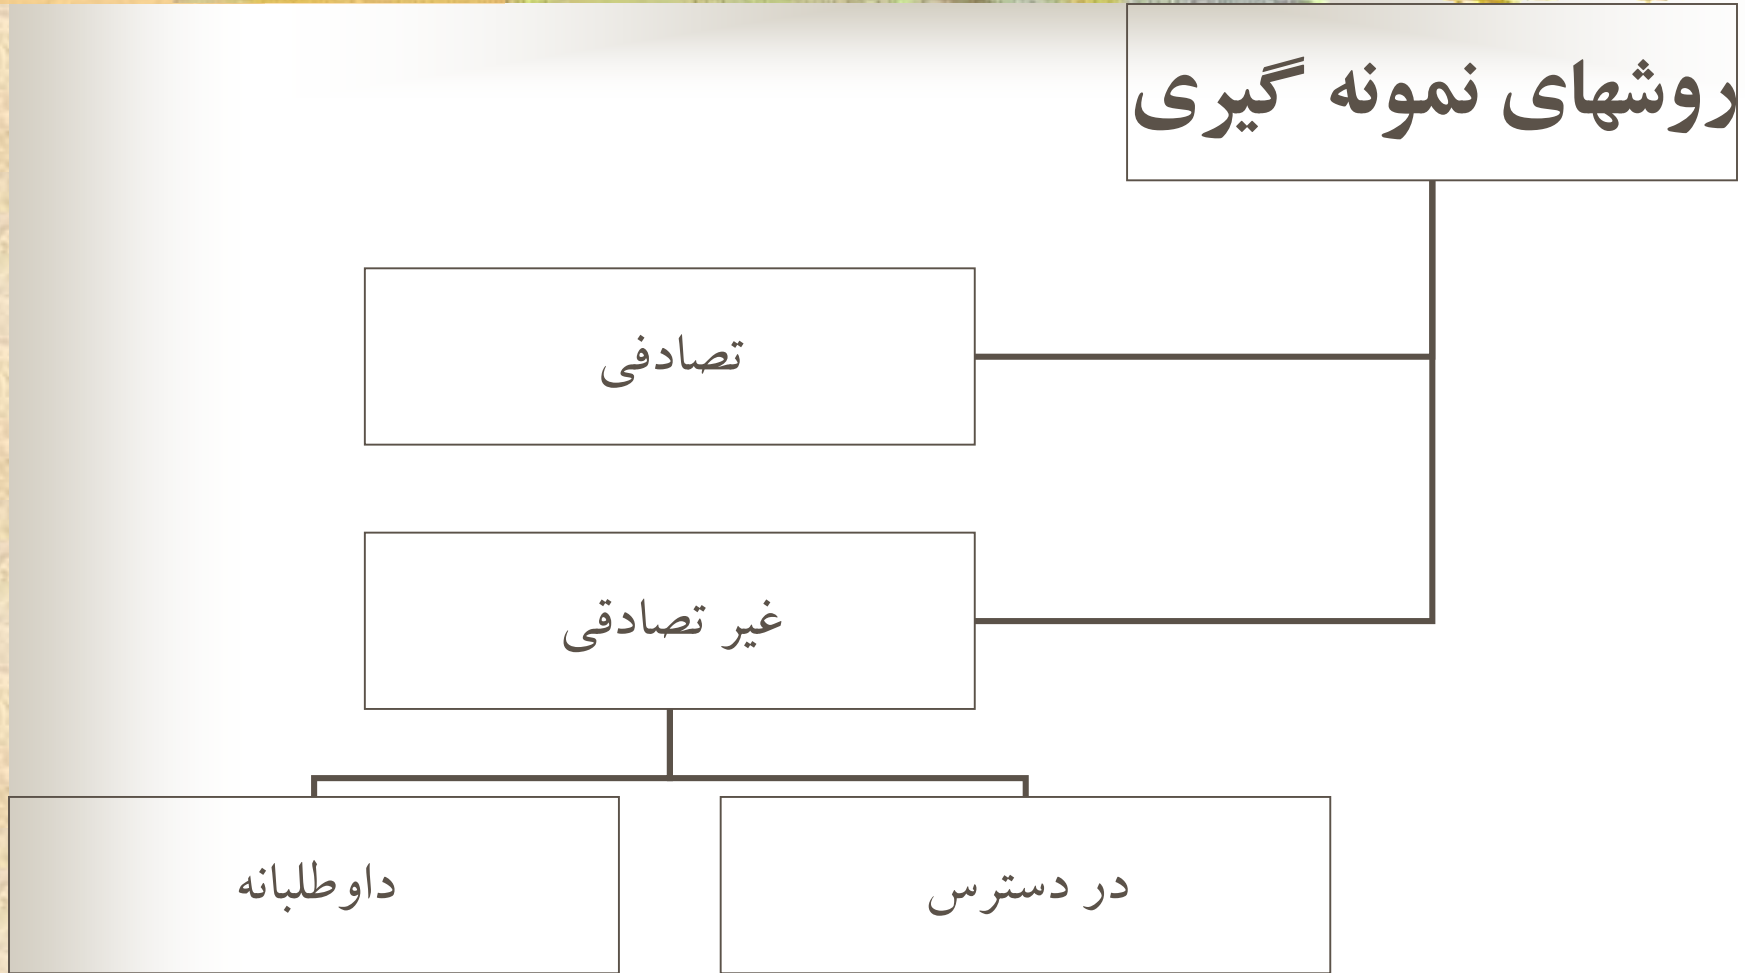 روشهای نمونه گیری
تصادفی
غیر تصادقی
در دسترس
داوطلبانه